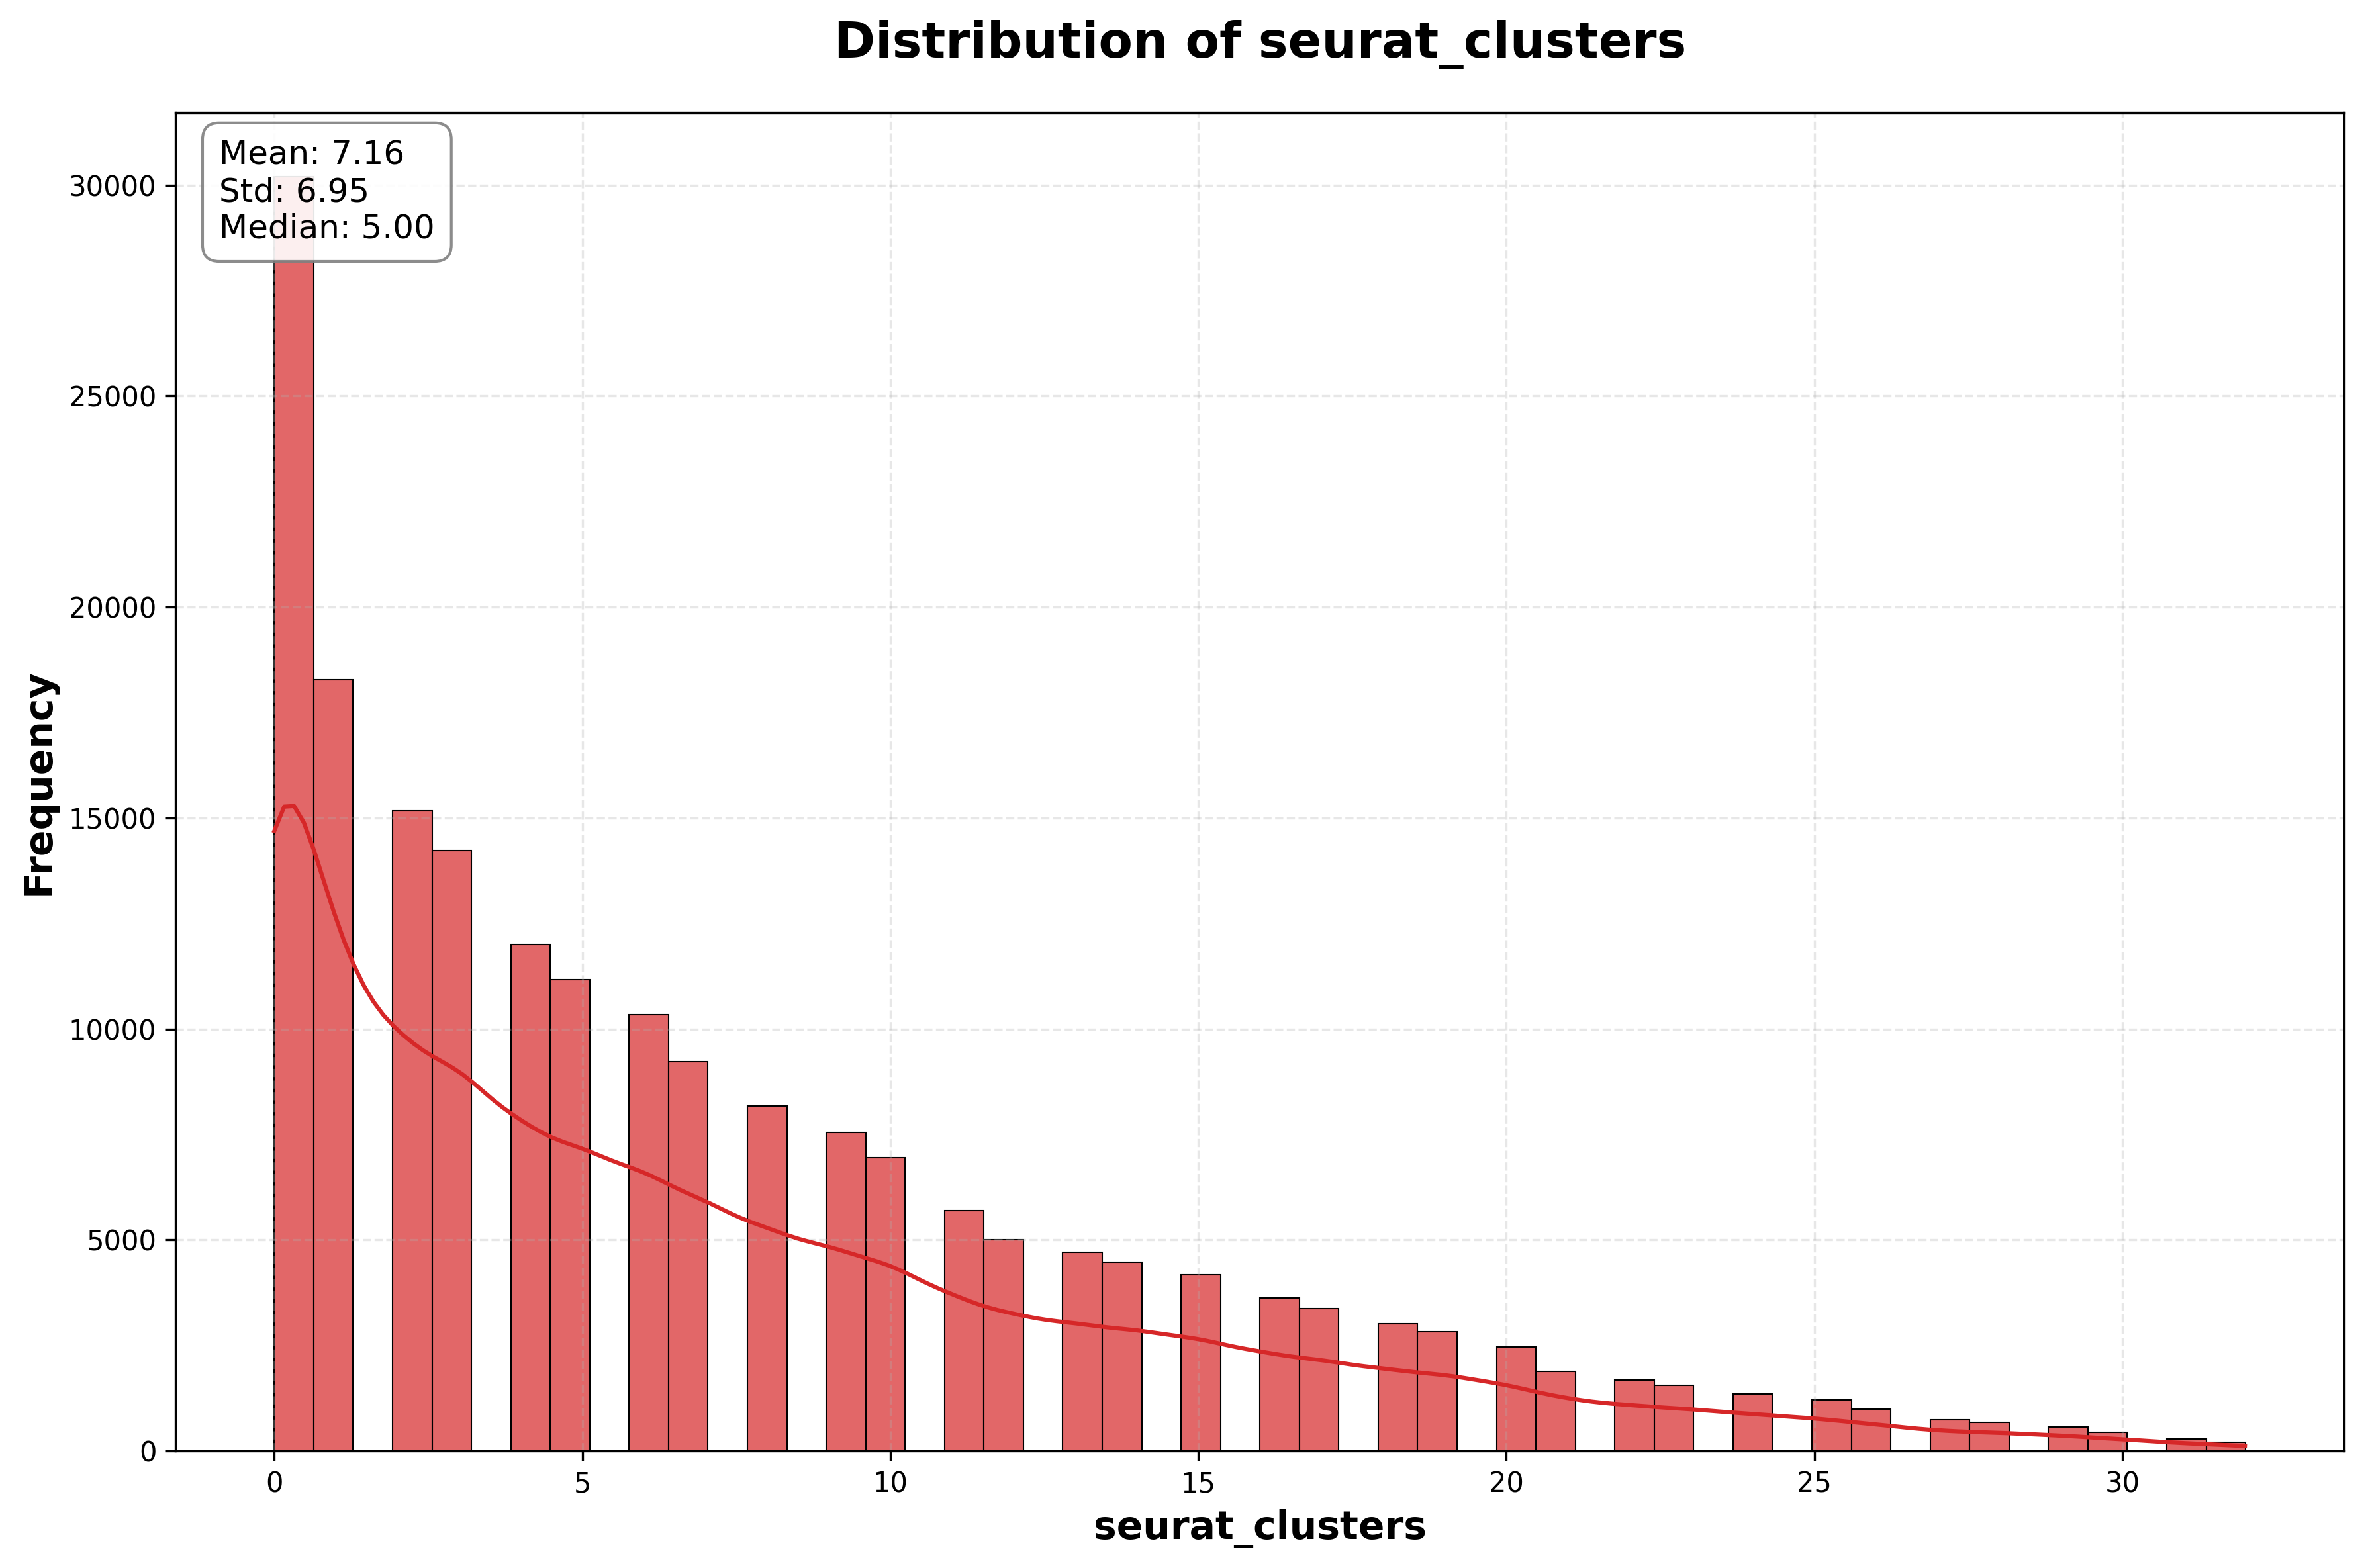 Distribution of seurat_clusters
Mean: 7.16
Std: 6.95
Median: 5.00
30000
25000
20000
15000
10000
5000
0
Frequency
0 5 10 15 20 25 30
seurat_clusters